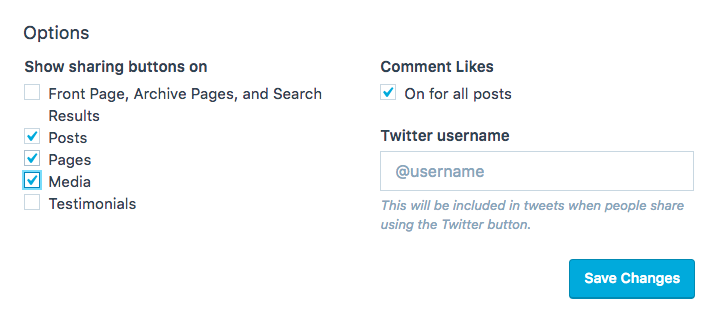 Options
Show sharing buttons on
Front Page, Archive Pages, and Search
Results
Posts
Pages
Media
Testimonials
Comment Likes
On for all posts
Twitter username
@username
This will be included in tweets when people share
using the Twitter button.
Save Changes